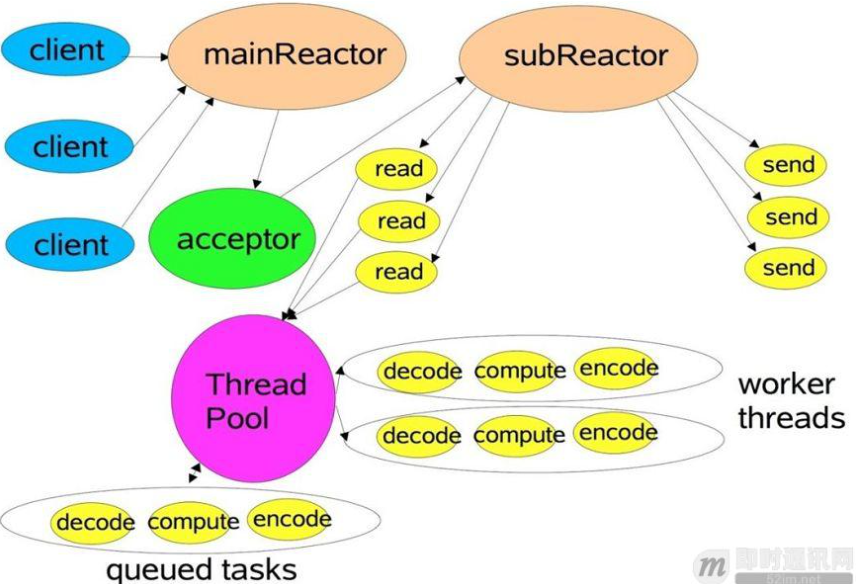 client
mainReactor
subReactor
client
read
send
read
send
client
acceptor
read
send
Thread
Pool
decode compute encode
worker
threads
decode compute encode
decode compute encode
queued tasks
m 即时通讯网
52im.net